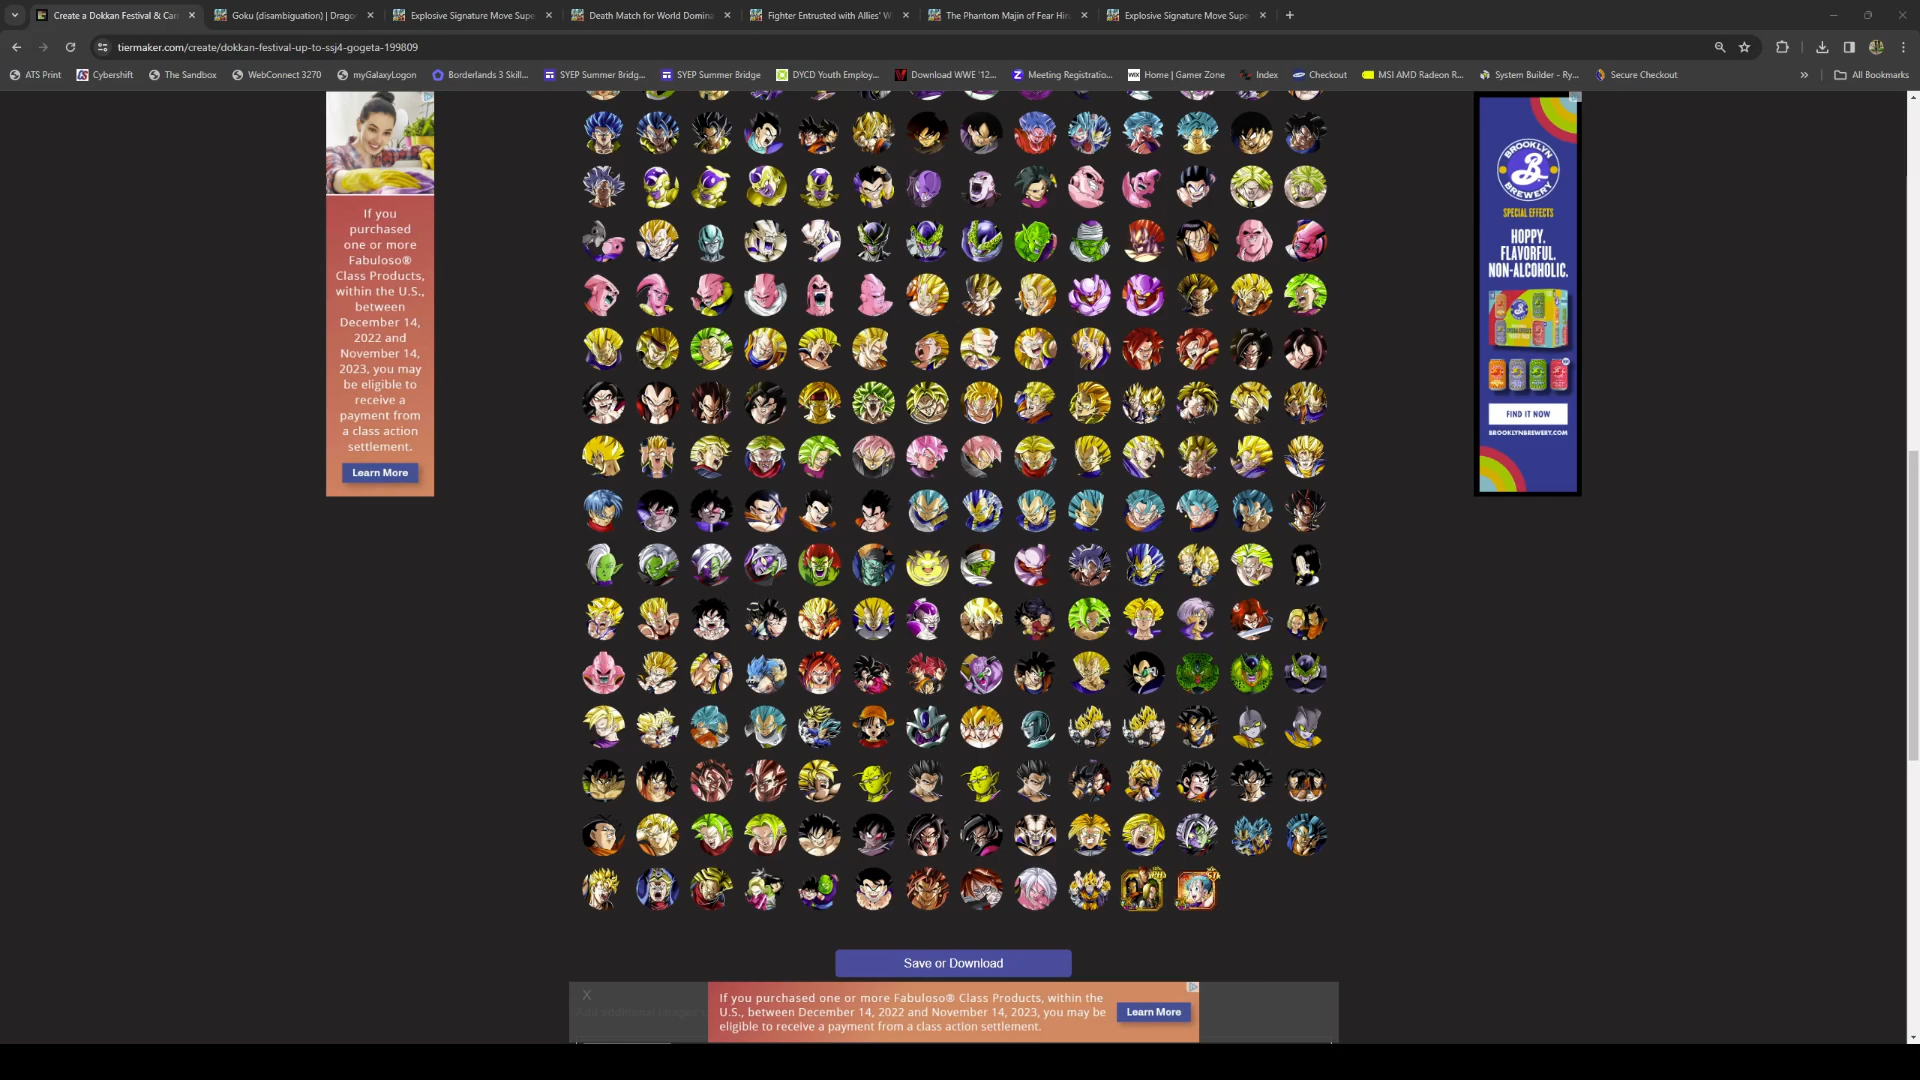 Create a Dokkan Festival & Carn
Goku (disambiguation) | Drago
Explosive Signature Move Supe
Death Match for World Domina
Fighter Entrusted with Allies' W
The Phantom Majin of Fear Hiru
Explosive Signature Move Supe
tiermaker.com/create/dokkan-festival-up-to-ssj4-gogeta-199809
ATS Print
Cybershift
The Sandbox
WebConnect 3270
myGalaxyLogon
Borderlands 3 Skill...
SYEP Summer Bridg...
SYEP Summer Bridge
DYCD Youth Employ...
Download WWE '12...
Meeting Registratio...
Home | Gamer Zone
Index
Checkout
MSI AMD Radeon R...
System Builder - Ry...
Secure Checkout
All Bookmarks
If you
purchased
one or more
Fabuloso®
Class Products,
within the U.S.,
between
December 14,
2022 and
November 14,
2023, you may
be eligible to
receive a
payment from
a class action
settlement.
Learn More
BROOKLYN
B
BREWERY
SPECIAL EFFECTS
HOPPY.
FLAVORFUL.
NON-ALCOHOLIC.
FIND IT NOW
BROOKLYNBREWERY.COM
Save or Download
X
If you purchased one or more Fabuloso® Class Products, within the
U.S., between December 14, 2022 and November 14, 2023, you may be
eligible to receive a payment from a class action settlement.
Learn More